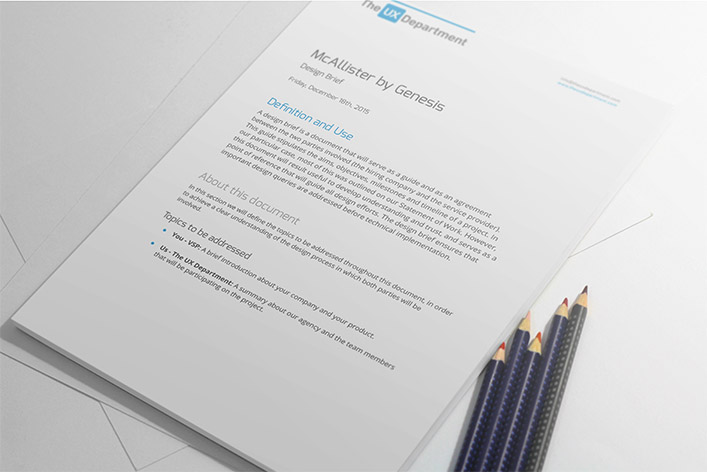 The UX Department
McAllister by Genesis
Design Brief
Friday, December 18th, 2015
Definition and Use
A design brief is a document that will serve as a guide and as an agreement
between the two parties involved (the hiring company and the service provider).
This guide stipulates the aims, objectives, milestones and timeline of a project. In
our particular case, most of this was outlined on our Statement of Work. However,
this document will result useful to develop understanding and trust, and serves as a
point of reference that will guide all design efforts. The design brief ensures that
important design queries are addressed before technical implementation.
About this document
In this section we will define the topics to be addressed throughout this document, in order
to achieve a clear understanding of the design process in which both parties will be
involved.
Topics to be addressed
• You - VSP: A brief introduction about your company and your product.
• Us - The UX Department: A summary about our agency and the team members
that will be participating on the project.